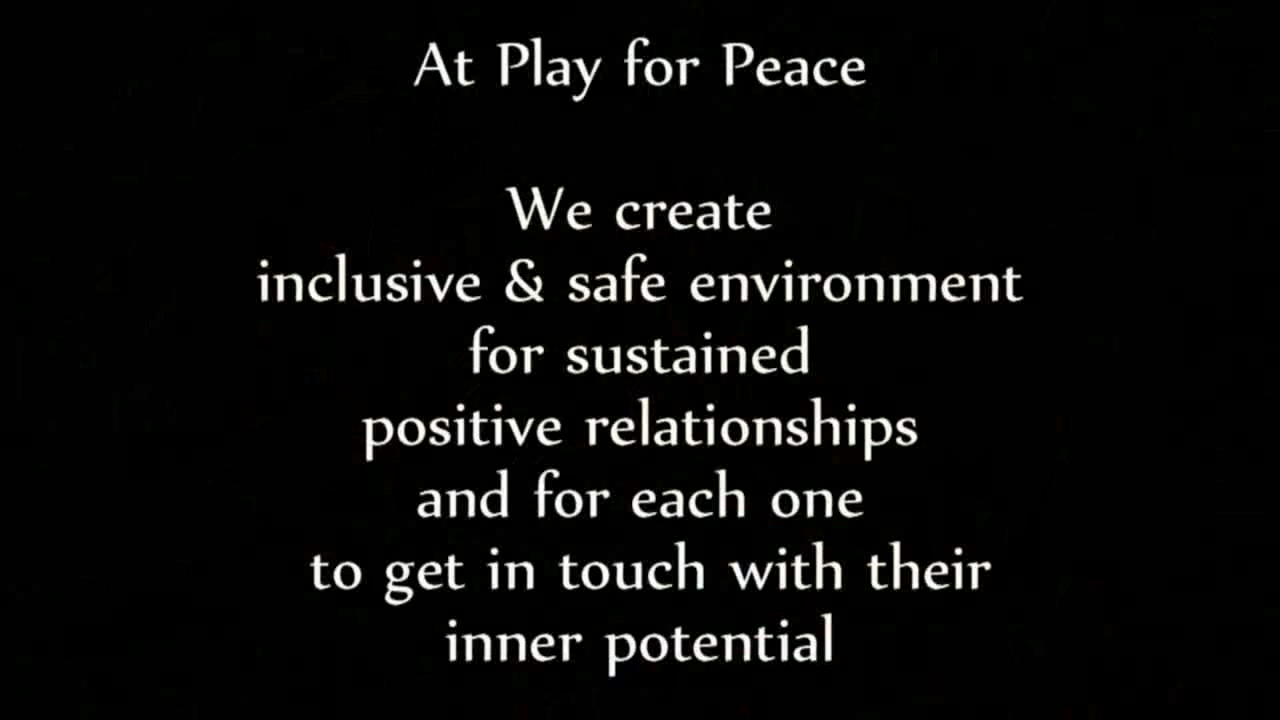 At Play for Peace
We create
inclusive & safe environment
for sustained
positive relationships
and for each one
to get in touch with their
inner potential